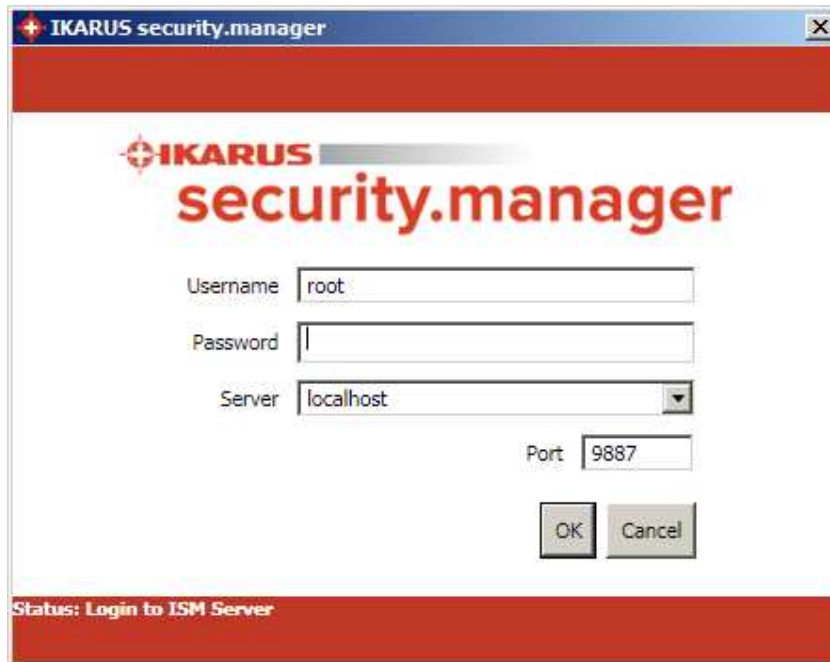 IKARUS security.manager
IKARUS
security.manager
Username root
Password
Server localhost
Port 9887
OK Cancel
Status: Login to ISM Server